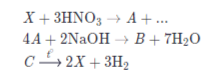 X + 3HNO₃ → A + ...
4A + 2NaOH → B + 7H₂O
C → 2X + 3H₂